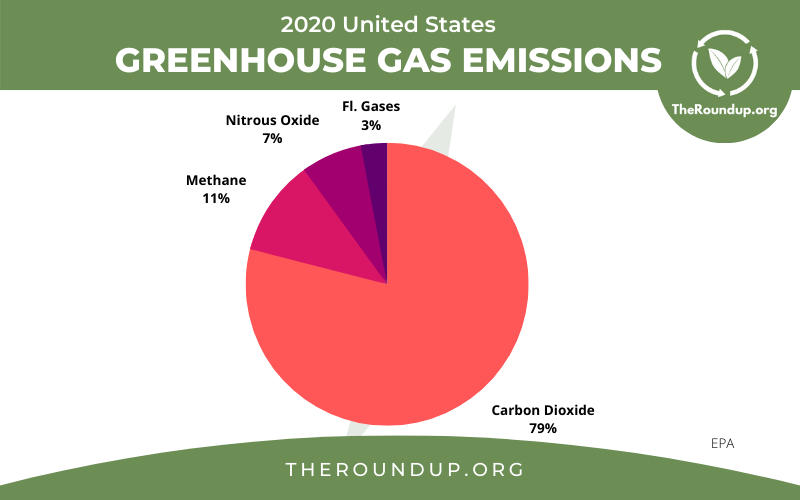 2020 United States
GREENHOUSE GAS EMISSIONS
TheRoundup.org
Fl. Gases
3%
Nitrous Oxide
7%
Methane
11%
Carbon Dioxide
79%
EPA
THEROUNDUP.ORG